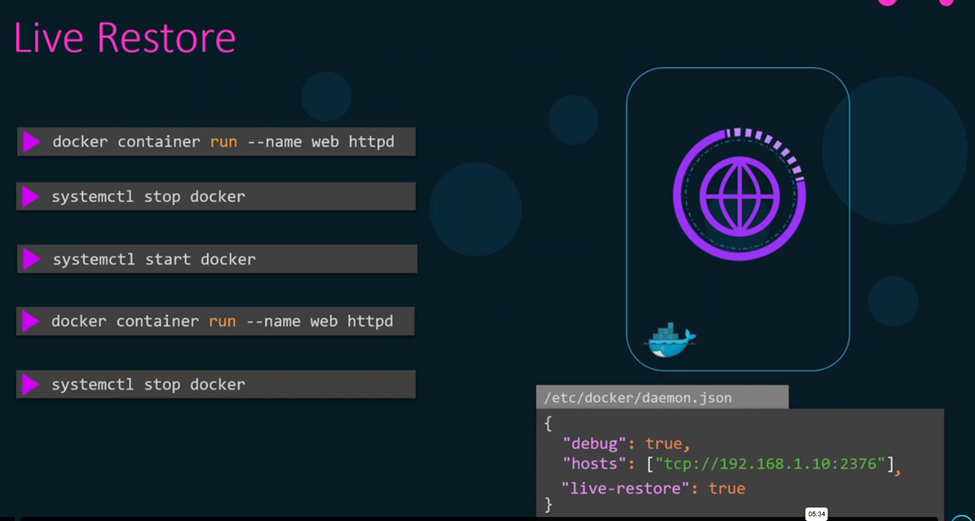 Live Restore
docker container run --name web httpd
systemctl stop docker
systemctl start docker
docker container run --name web httpd
systemctl stop docker
/etc/docker/daemon.json
{
"debug": true,
"hosts": ["tcp://192.168.1.10:2376"],
"live-restore": true
}
05:34